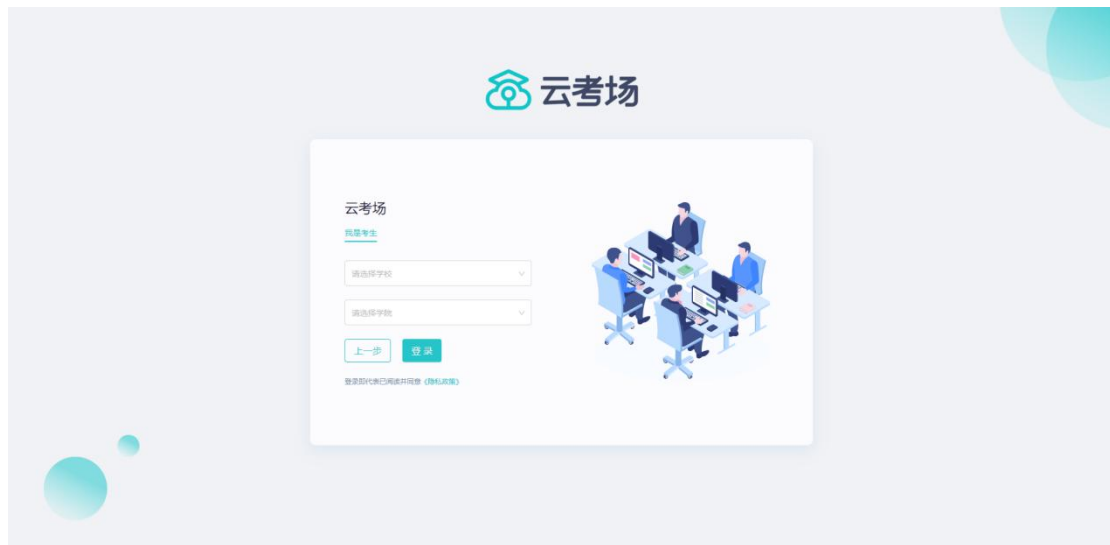 云考场
云考场
我是考生
请选择学校
请选择学院
上一步 登录
登录即代表已阅读并同意《隐私政策》